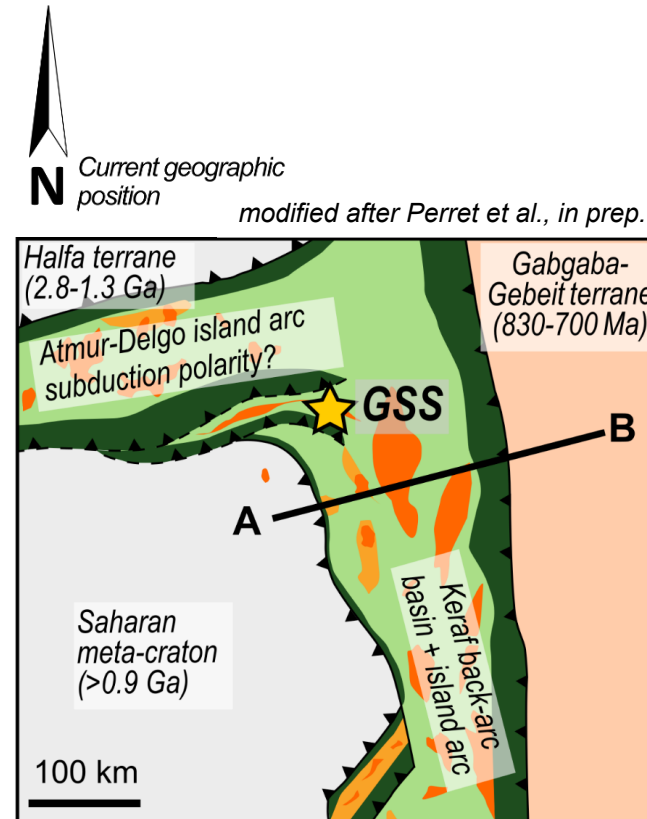 N
Current geographic
position
modified after Perret et al., in prep.
Halfa terrane
(2.8-1.3 Ga)
Gabgaba-
Gebeit terrane
(830-700 Ma)
Atmur-Delgo island arc
subduction polarity?
GSS
B
A
Keraf back-arc
basin + island arc
Saharan
meta-craton
(>0.9 Ga)
100 km